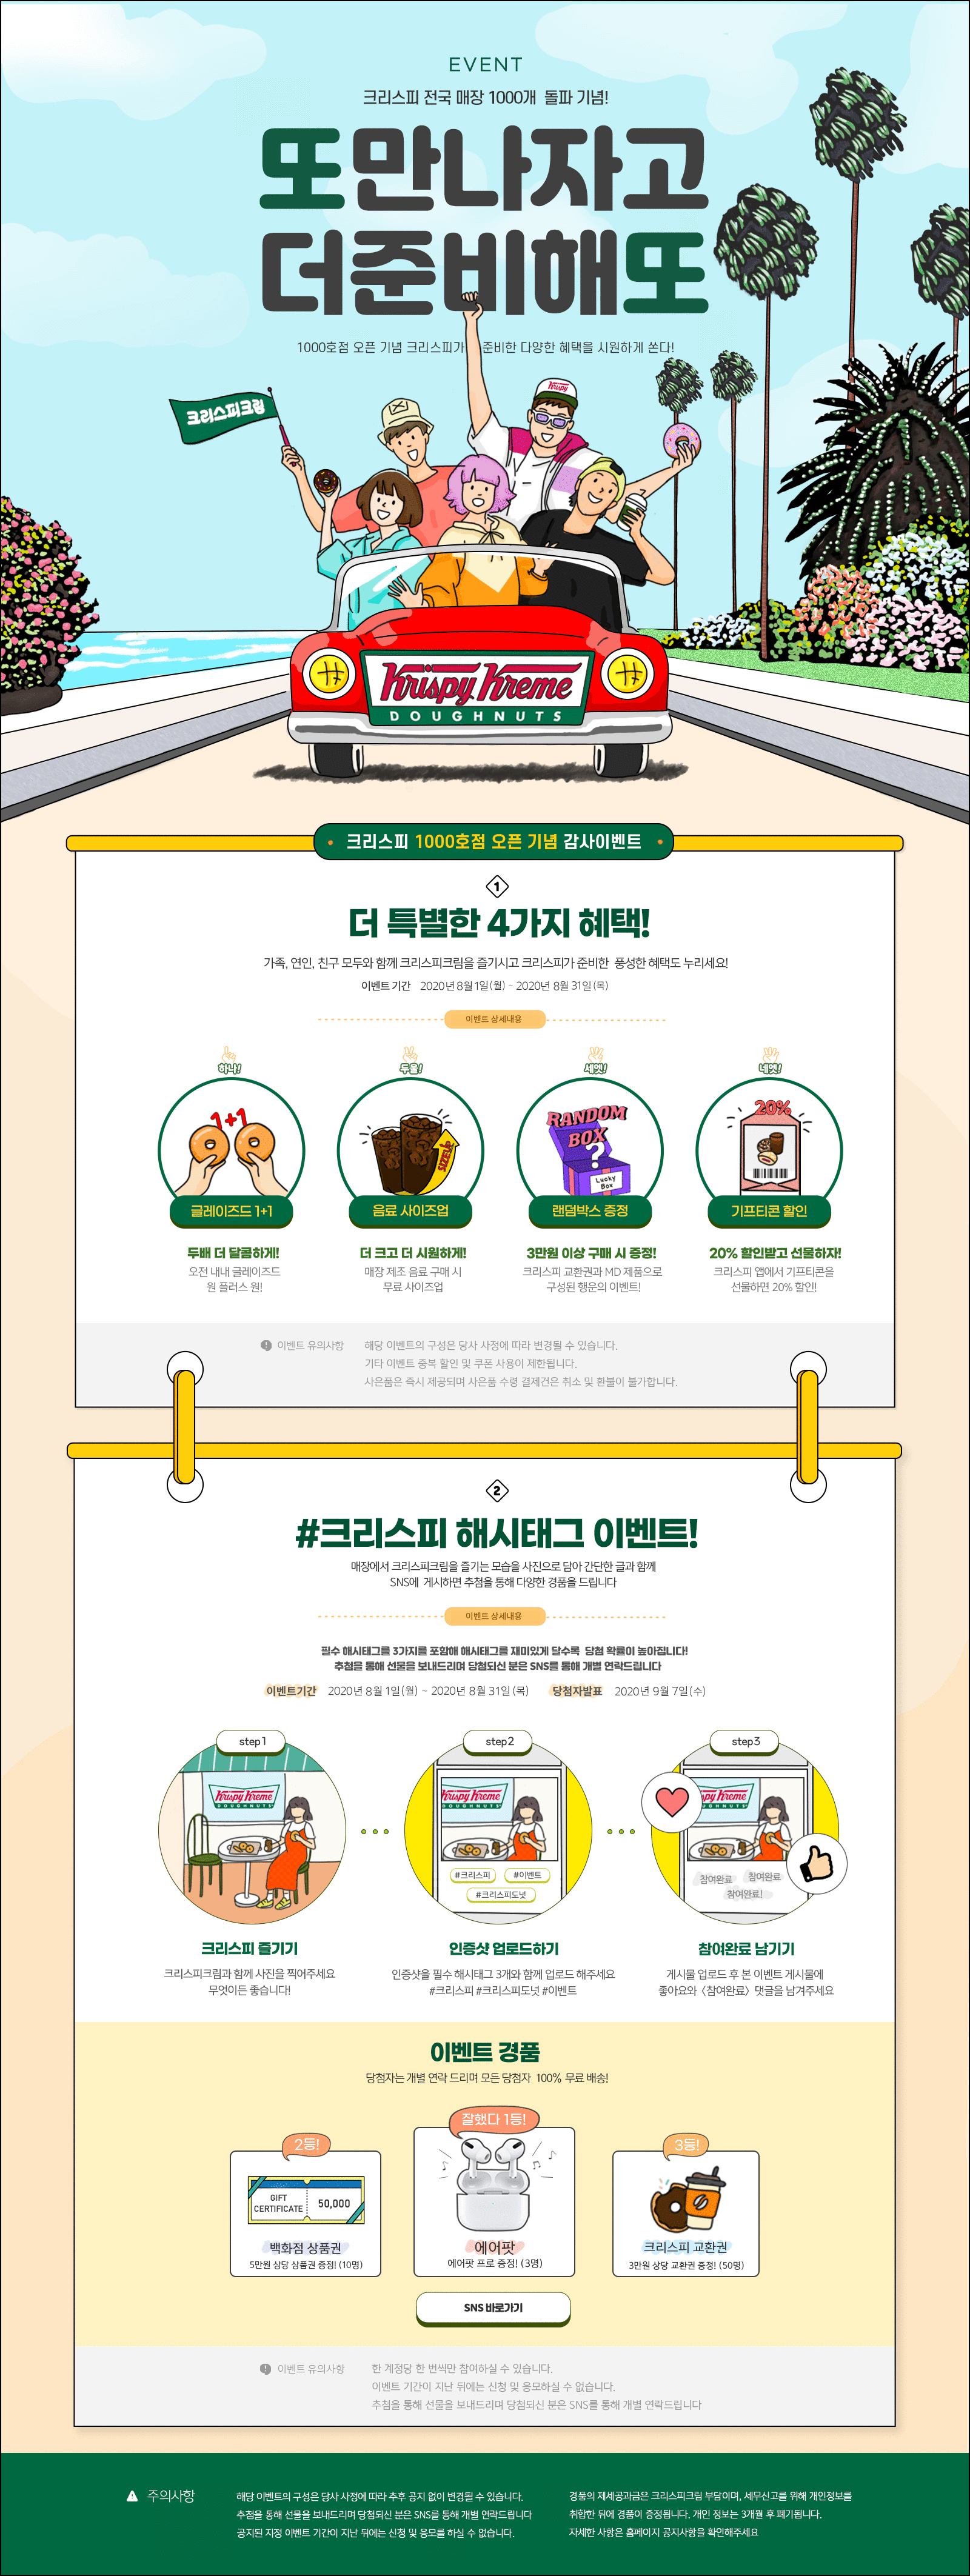 EVENT
크리스피 전국 매장 1000개 돌파 기념!
또만나자고
더준비해또
1000호점 오픈 기념 크리스피가 준비한 다양한 혜택을 시원하게 쏜다!
크리스피크림
Krispy
Krispy Kreme
DOUGHNUTS
크리스피 1000호점 오픈 기념 감사이벤트
1
더 특별한 4가지 혜택!
가족, 연인, 친구 모두와 함께 크리스피크림을 즐기시고 크리스피가 준비한 풍성한 혜택도 누리세요!
이벤트 기간 2020년 8월 1일(월) ~ 2020년 8월 31일(목)
이벤트 상세내용
하나! 두울! 세엣! 네엣!
1+1
SIZEUP
RANDOM
BOX
?
Lucky
Box
20%
글레이즈드 1+1 음료 사이즈업 랜덤박스 증정 기프티콘 할인
두배 더 달콤하게! 더 크고 더 시원하게! 3만원 이상 구매 시 증정! 20% 할인받고 선물하자!
오전 내내 글레이즈드 매장 제조 음료 구매 시 크리스피 교환권과 MD 제품으로 크리스피 앱에서 기프티콘을
원 플러스 원! 무료 사이즈업 구성된 행운의 이벤트! 선물하면 20% 할인!
이벤트 유의사항 해당 이벤트의 구성은 당사 사정에 따라 변경될 수 있습니다.
기타 이벤트 중복 할인 및 쿠폰 사용이 제한됩니다.
사은품은 즉시 제공되며 사은품 수령 결제건은 취소 및 환불이 불가합니다.
2
#크리스피 해시태그 이벤트!
매장에서 크리스피크림을 즐기는 모습을 사진으로 담아 간단한 글과 함께
SNS에 게시하면 추첨을 통해 다양한 경품을 드립니다
이벤트 상세내용
필수 해시태그를 3가지를 포함해 해시태그를 재미있게 달수록 당첨 확률이 높아집니다!
추첨을 통해 선물을 보내드리며 당첨되신 분은 SNS를 통해 개별 연락드립니다
이벤트기간 2020년 8월 1일(월) ~ 2020년 8월 31일(목) 당첨자발표 2020년 9월 7일(수)
step1 step2 step3
Krispy Kreme
DOUGHNUTS
Krispy Kreme
DOUGHNUTS
#크리스피 #이벤트
#크리스피도넛
Krispy Kreme
DOUGHNUTS
참여완료 참여완료
참여완료!
크리스피 즐기기 인증샷 업로드하기 참여완료 남기기
크리스피크림과 함께 사진을 찍어주세요 인증샷을 필수 해시태그 3개와 함께 업로드 해주세요 게시물 업로드 후 본 이벤트 게시물에
무엇이든 좋습니다! #크리스피 #크리스피도넛 #이벤트 좋아요와 <참여완료> 댓글을 남겨주세요
이벤트 경품
당첨자는 개별 연락 드리며 모든 당첨자 100% 무료 배송!
2등! 잘했다 1등! 3등!
GIFT
CERTIFICATE 50,000
백화점 상품권 에어팟 크리스피 교환권
5만원 상당 상품권 증정! (10명) 에어팟 프로 증정! (3명) 3만원 상당 교환권 증정! (50명)
SNS 바로가기
이벤트 유의사항 한 계정당 한 번씩만 참여하실 수 있습니다.
이벤트 기간이 지난 뒤에는 신청 및 응모하실 수 없습니다.
추첨을 통해 선물을 보내드리며 당첨되신 분은 SNS를 통해 개별 연락드립니다
주의사항
해당 이벤트의 구성은 당사 사정에 따라 추후 공지 없이 변경될 수 있습니다.
추첨을 통해 선물을 보내드리며 당첨되신 분은 SNS를 통해 개별 연락드립니다
공지된 지정 이벤트 기간이 지난 뒤에는 신청 및 응모를 하실 수 없습니다.
경품의 제세공과금은 크리스피크림 부담이며, 세무신고를 위해 개인정보를
취합한 뒤에 경품이 증정됩니다. 개인 정보는 3개월 후 폐기됩니다.
자세한 사항은 홈페이지 공지사항을 확인해주세요